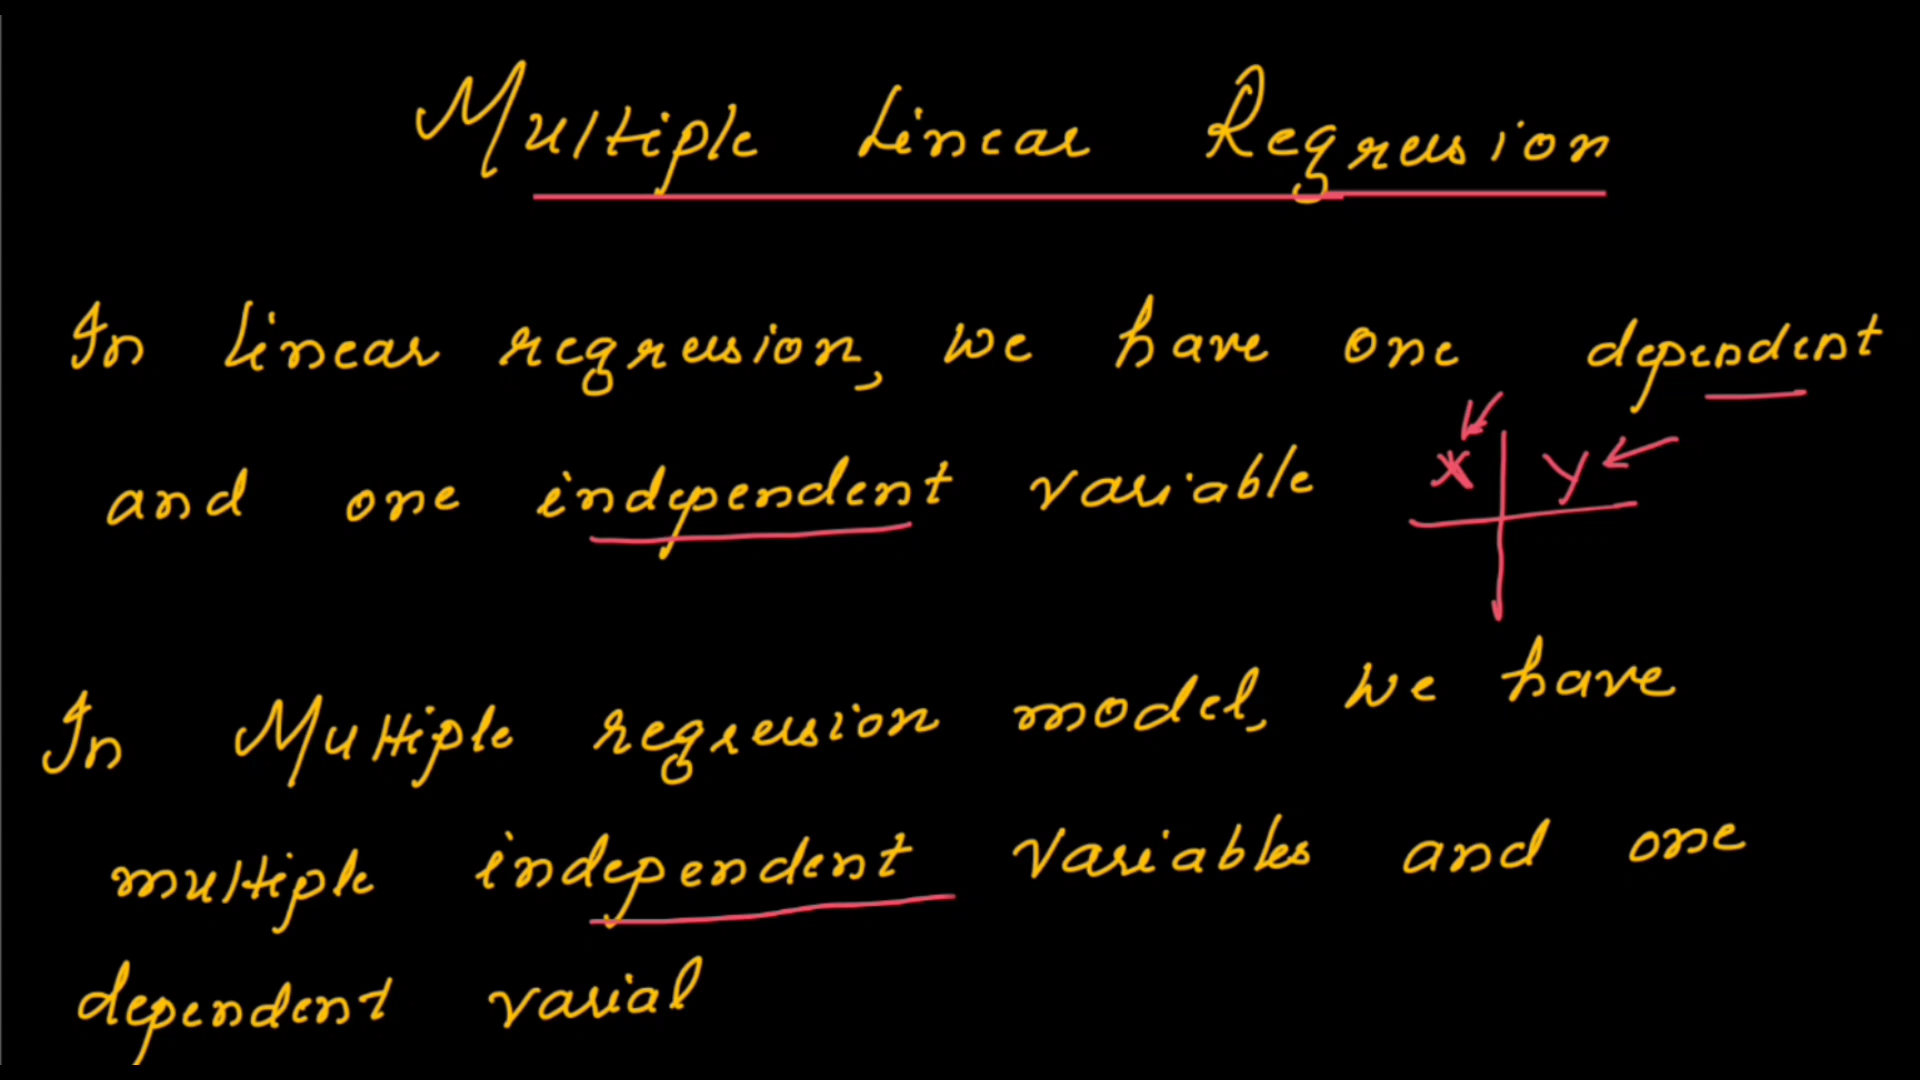 Multiple Linear Regression
In linear regression, we have one dependent
and one independent variable
X Y
In Multiple regression model, we have
multiple independent variables and one
dependent varial